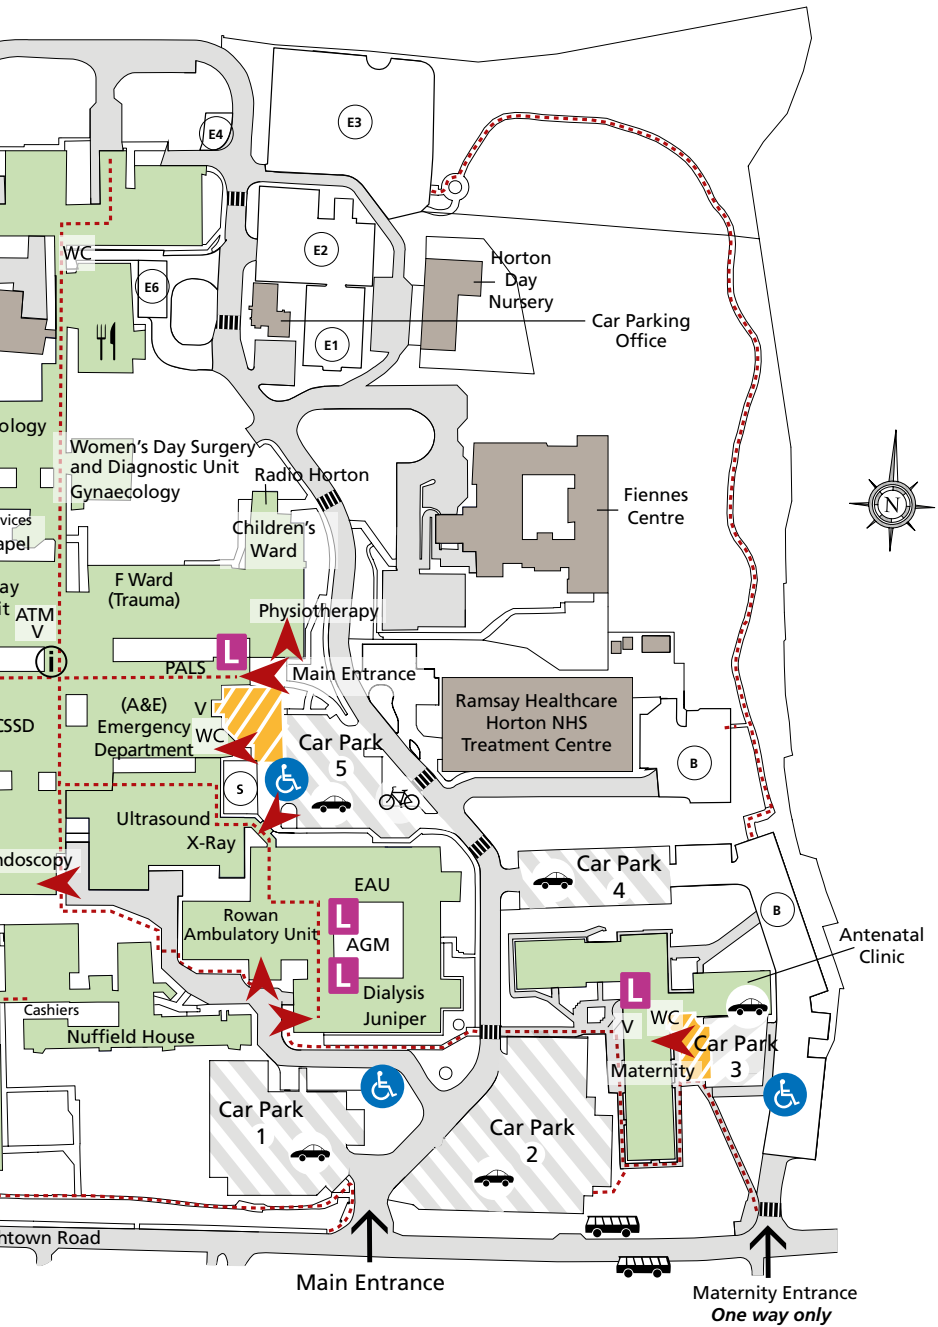 E4
E3
E2
WC
E6
Horton
Day
Nursery
Car Parking
Office
E1
ology
Women's Day Surgery
and Diagnostic Unit
Gynaecology
Radio Horton
Fiennes
Centre
N
vices
apel
Children's
Ward
F Ward
(Trauma)
ay
it
ATM
V
Physiotherapy
L
i
PALS
Main Entrance
(A&E)
Emergency
Department
V
WC
CSSD
Car Park
5
Ramsay Healthcare
Horton NHS
Treatment Centre
B
S
Ultrasound
X-Ray
ndoscopy
EAU
Car Park
4
Rowan
Ambulatory Unit
L
AGM
L
B
Antenatal
Clinic
Dialysis
Juniper
L
V
WC
Cashiers
Nuffield House
Maternity
Car Park
3
Car Park
1
Car Park
2
htown Road
Main Entrance
Maternity Entrance
One way only